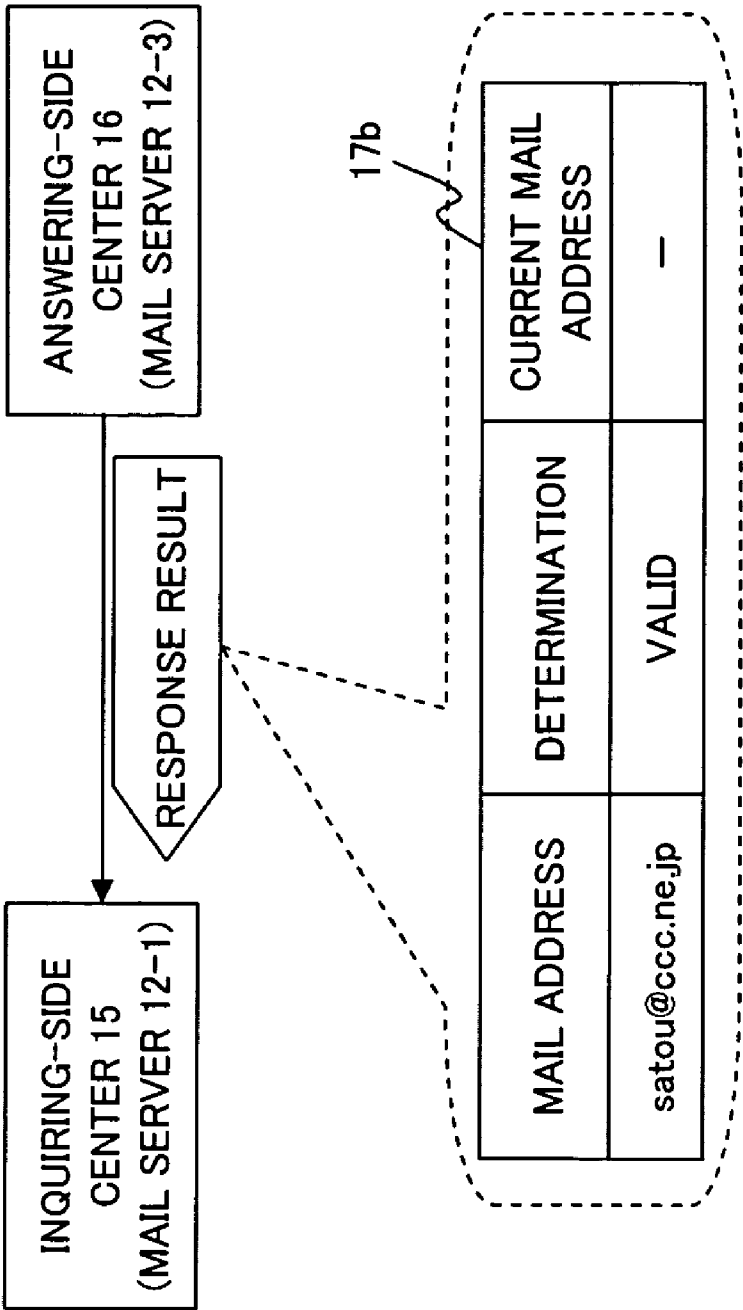 INQUIRING-SIDE
CENTER 15
(MAIL SERVER 12-1)
ANSWERING-SIDE
CENTER 16
(MAIL SERVER 12-3)
RESPONSE RESULT
17b
MAIL ADDRESS
DETERMINATION
CURRENT MAIL
ADDRESS
satou@ccc.ne.jp
VALID
—